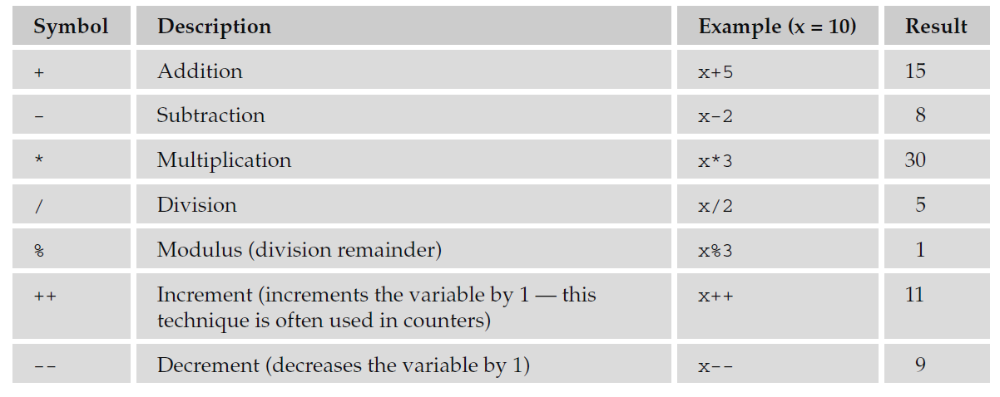 Symbol Description Example (x = 10) Result
+ Addition x+5 15
- Subtraction x-2 8
* Multiplication x*3 30
/ Division x/2 5
% Modulus (division remainder) x%3 1
++ Increment (increments the variable by 1 — this x++ 11
technique is often used in counters)
-- Decrement (decreases the variable by 1) x-- 9